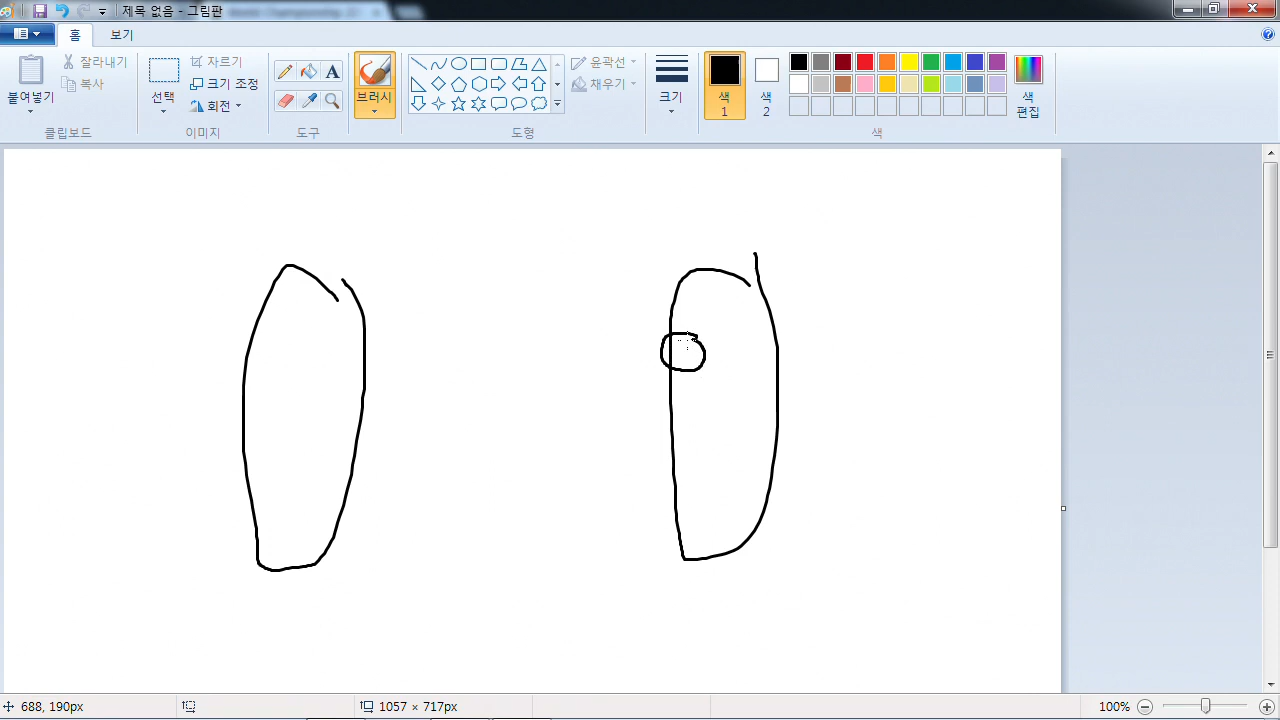 제목 없음 - 그림판
홈 보기
붙여넣기
잘라내기
복사
클립보드
선택
자르기
크기 조정
회전
이미지
A
도구
브러시
윤곽선
채우기
도형
크기
색 1
색 2
색 편집
색
688, 190px
1057 × 717px
100%